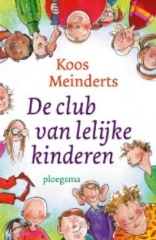 Koos
Meinderts
De club
van lelijke
kinderen
ploegsma